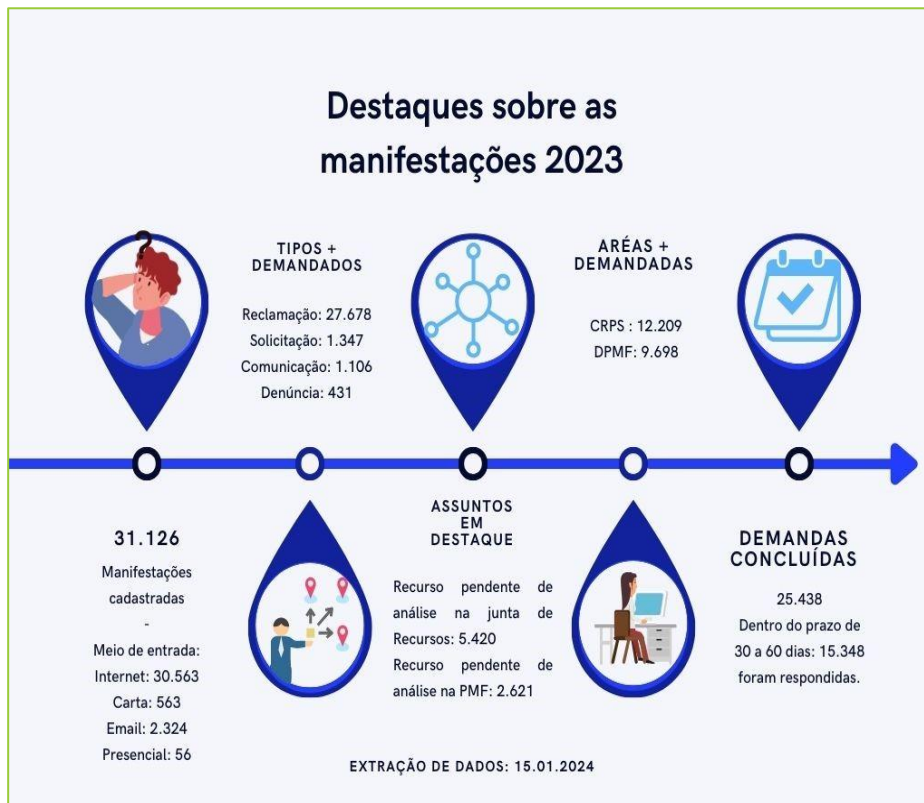 Destaques sobre as
manifestações 2023
TIPOS +
DEMANDADOS
Reclamação: 27.678
Solicitação: 1.347
Comunicação: 1.106
Denúncia: 431
ARÉAS +
DEMANDADAS
CRPS : 12.209
DPMF: 9.698
31.126
Manifestações
cadastradas
-
Meio de entrada:
Internet: 30.563
Carta: 563
Email: 2.324
Presencial: 56
ASSUNTOS
EM
DESTAQUE
Recurso pendente de
análise na junta de
Recursos: 5.420
Recurso pendente de
análise na PMF: 2.621
DEMANDAS
CONCLUÍDAS
25.438
Dentro do prazo de
30 a 60 dias: 15.348
foram respondidas.
EXTRAÇÃO DE DADOS: 15.01.2024